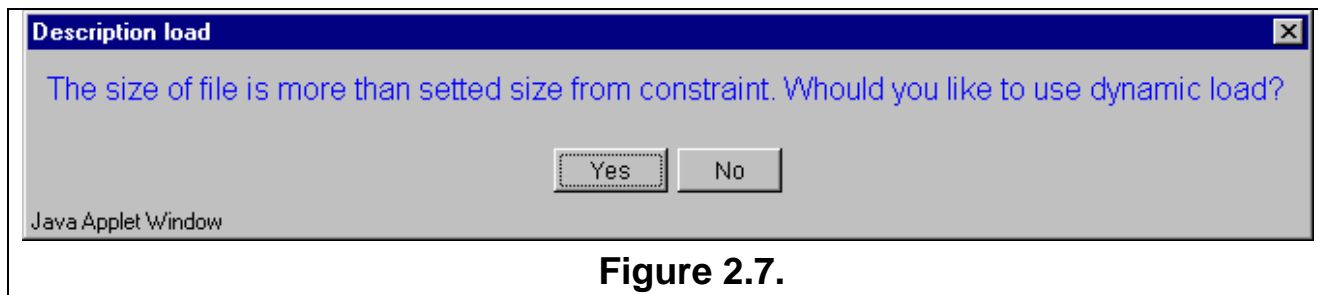 Description load
The size of file is more than setted size from constraint. Whould you like to use dynamic load?
Yes No
Java Applet Window
Figure 2.7.